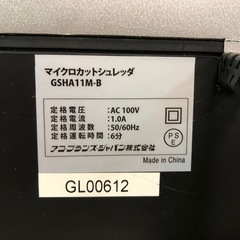 マイクロカットシュレッダ
GSHA11M-B
定格電圧：AC 100V
定格電流：1.0A
定格周波数：50/60Hz
定格運転時間：6分
P
S
E
アコ・ブランズ・ジャパン株式会社
Made in China
GL00612